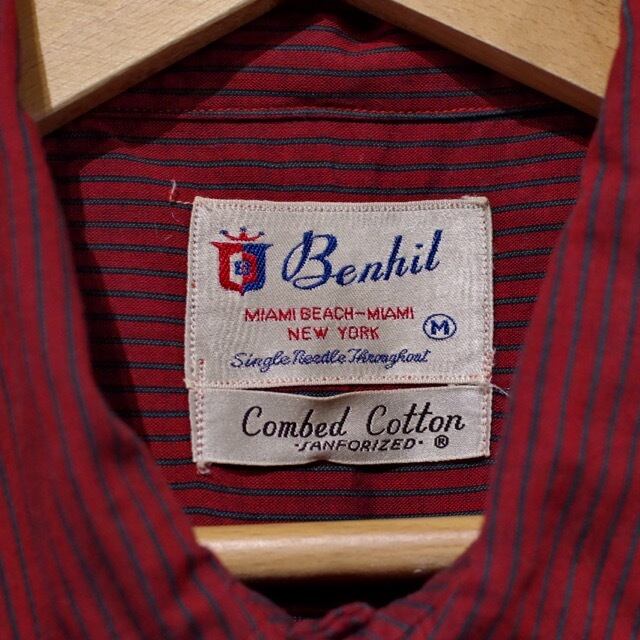 Benhil
MIAMI BEACH-MIAMI
NEW YORK
M
Single Needle Throughout
Combed Cotton
·SANFORIZED· ®